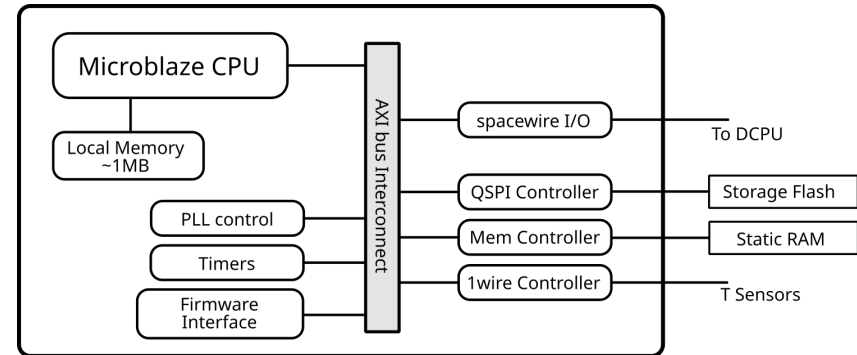 Microblaze CPU
Local Memory
~1MB
PLL control
Timers
Firmware
Interface
AXI bus Interconnect
spacewire I/O
To DCPU
QSPI Controller
Storage Flash
Mem Controller
Static RAM
1wire Controller
T Sensors